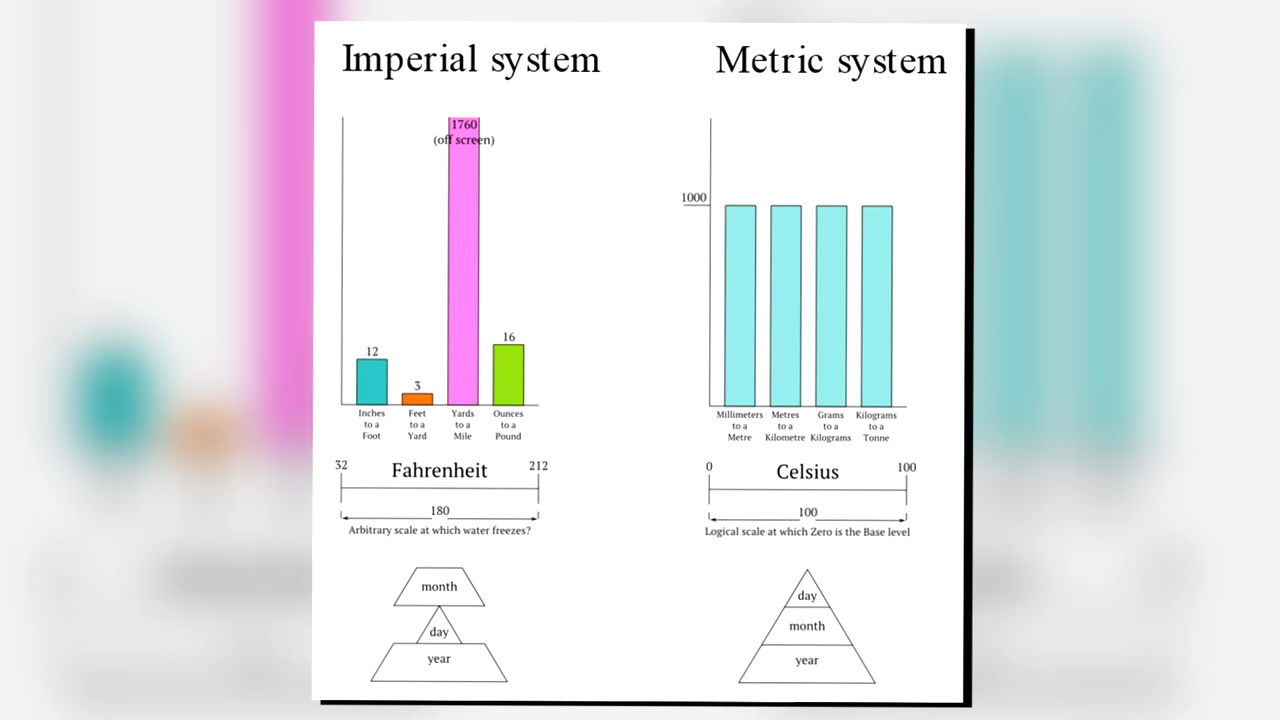 Imperial system
Metric system
1760
(off screen)
12
3
16
Inches to a Foot
Feet to a Yard
Yards to a Mile
Ounces to a Pound
1000
Millimeters to a Metre
Metres to a Kilometre
Grams to a Kilograms
Kilograms to a Tonne
32
Fahrenheit
212
180
Arbitrary scale at which water freezes?
0
Celsius
100
100
Logical scale at which Zero is the Base level
month
day
year
day
month
year